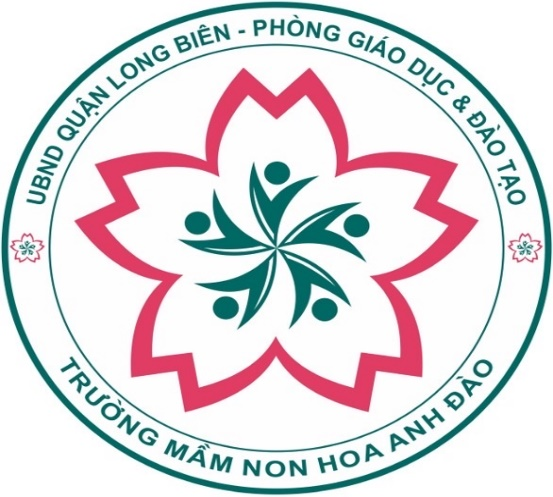 UBND QUẬN LONG BIÊN - PHÒNG GIÁO DỤC & ĐÀO TẠO
TRƯỜNG MẦM NON HOA ANH ĐÀO